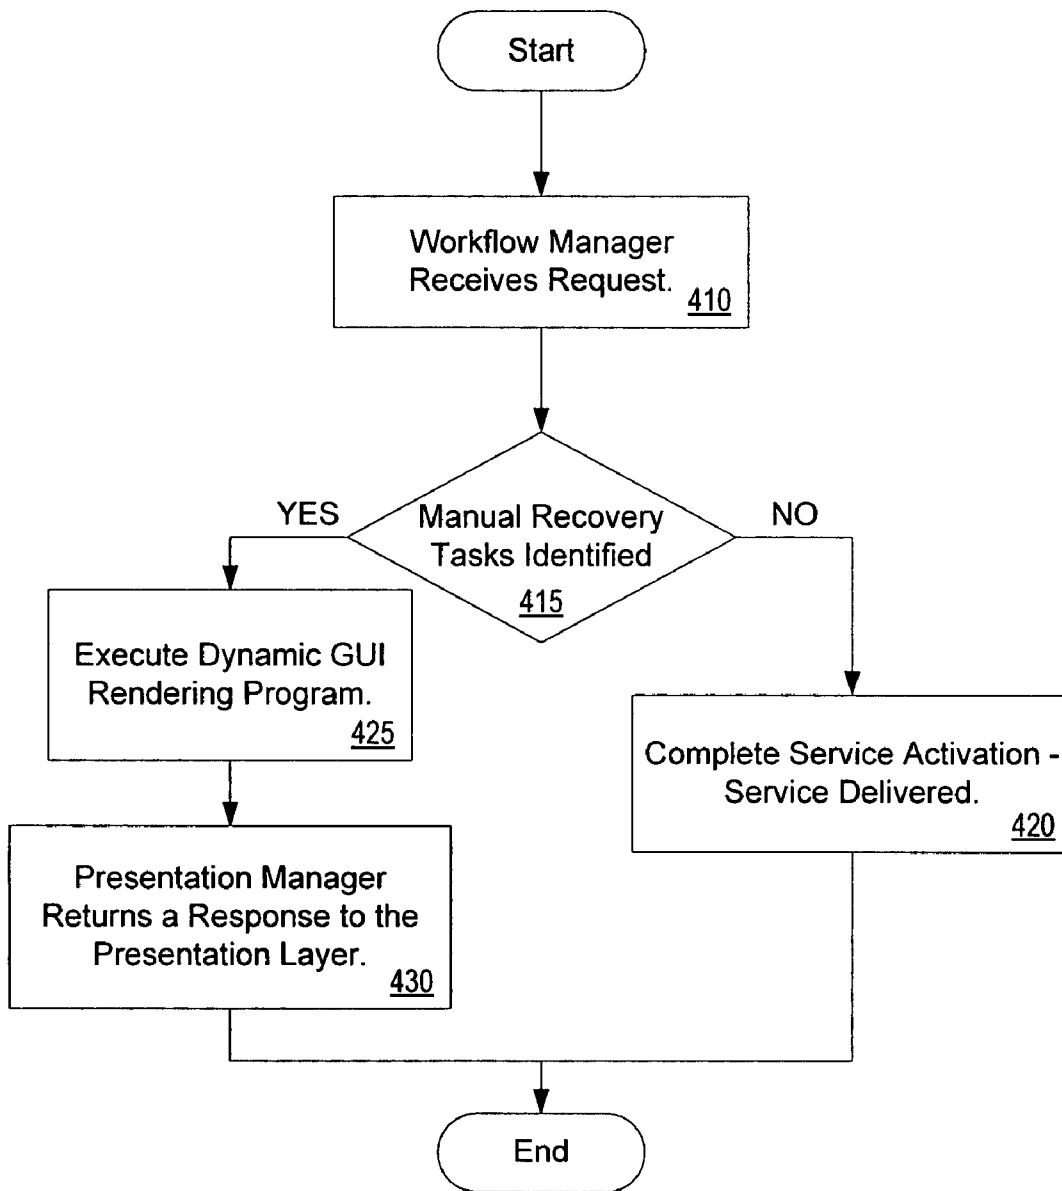 Start
Workflow Manager
Receives Request.
410
YES
Manual Recovery
Tasks Identified
415
NO
Execute Dynamic GUI
Rendering Program.
425
Complete Service Activation -
Service Delivered.
420
Presentation Manager
Returns a Response to the
Presentation Layer.
430
End